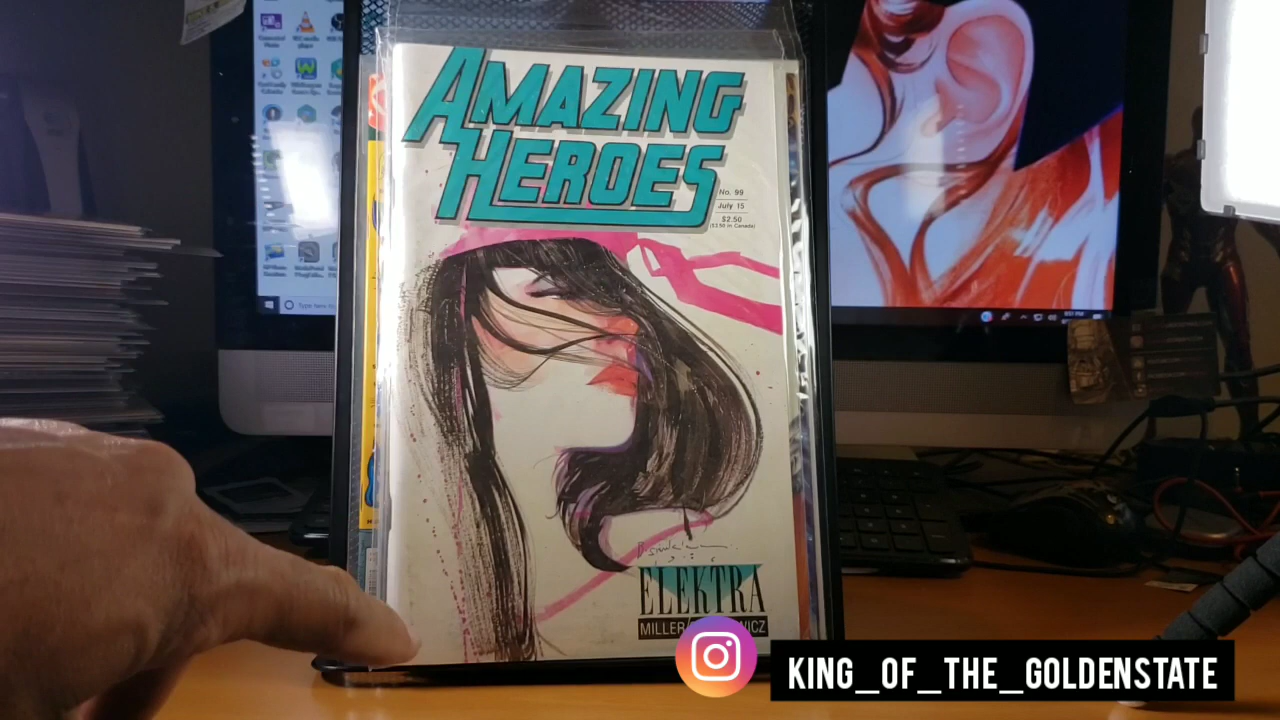 AMAZING
HEROES
No. 99
July 15
$2.50
($3.50 in Canada)
ELEKTRA
MILLER
KING_OF_THE_GOLDENSTATE